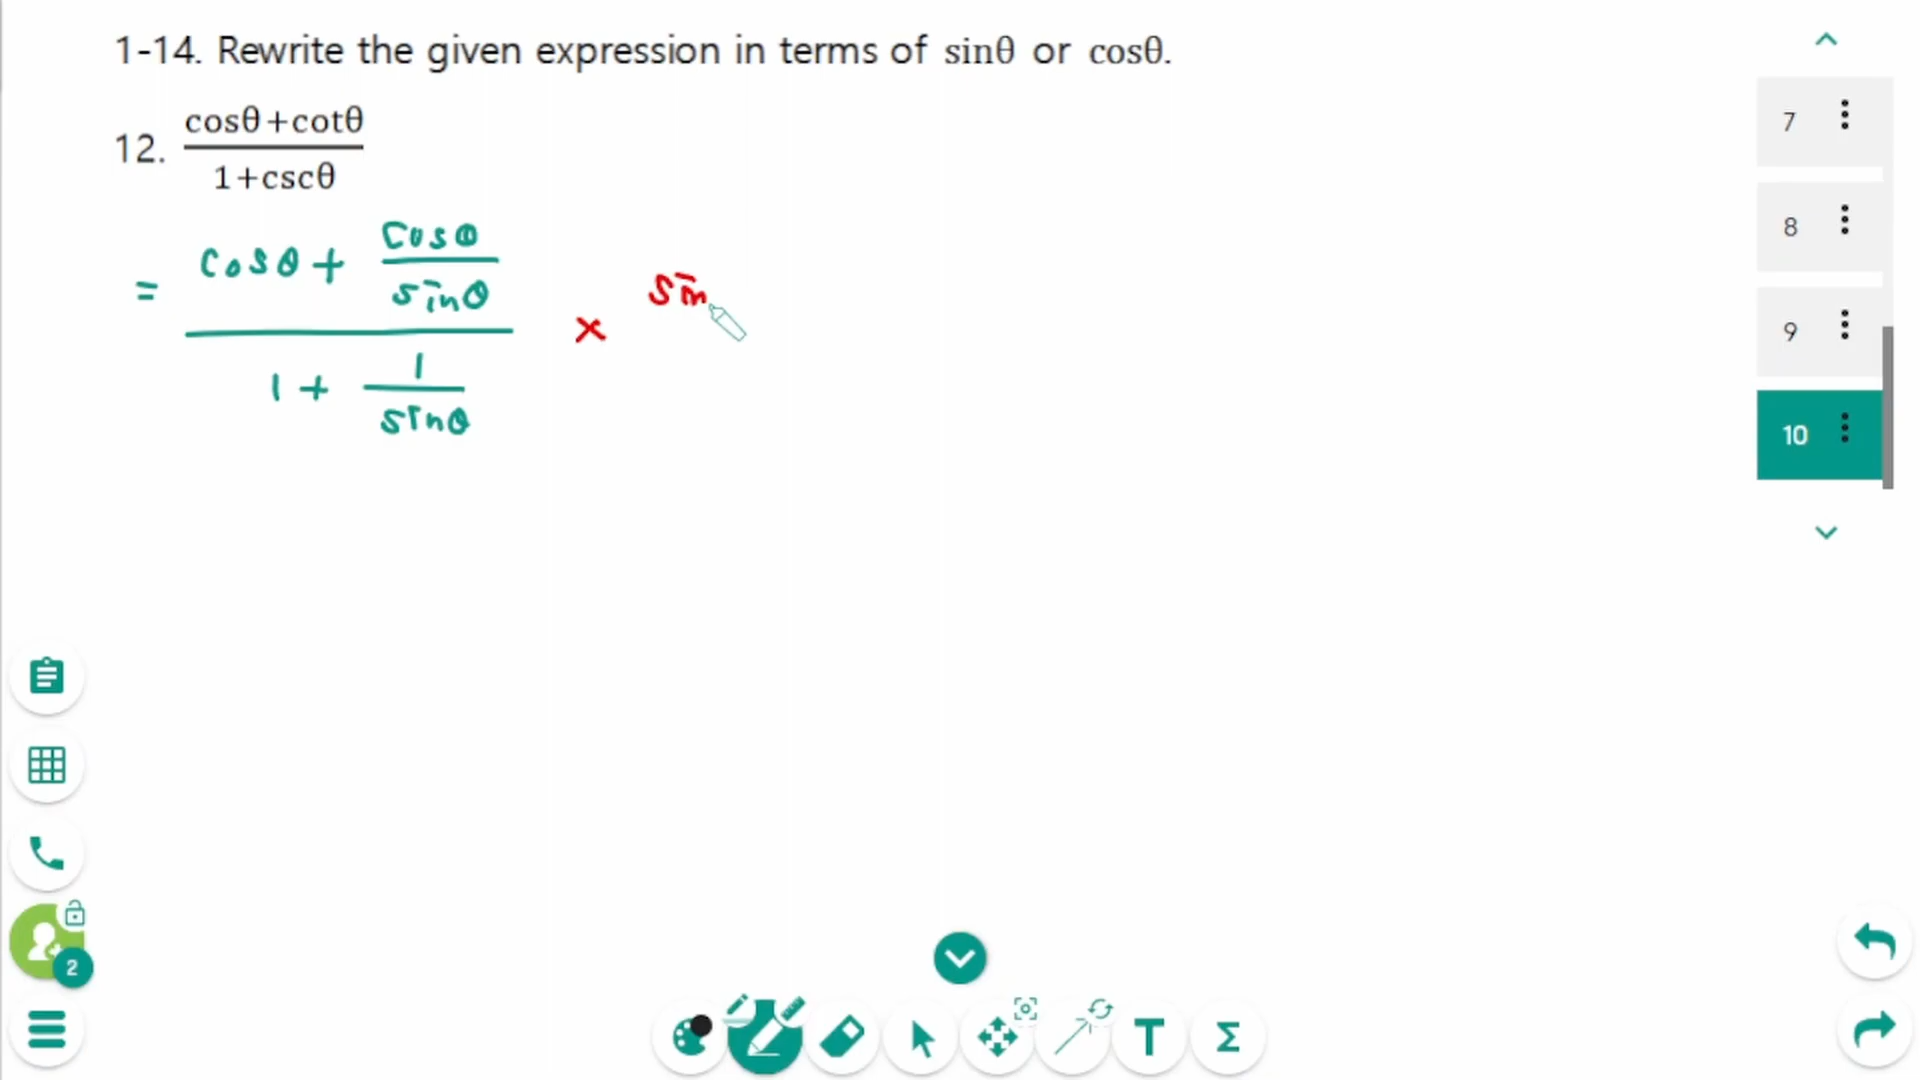 1-14. Rewrite the given expression in terms of sinθ or cosθ.
12. cosθ+cotθ
1+cscθ
= cosθ + cosθ
sinθ
1 + 1
sinθ
× sin
7
8
9
10
2
T
Σ